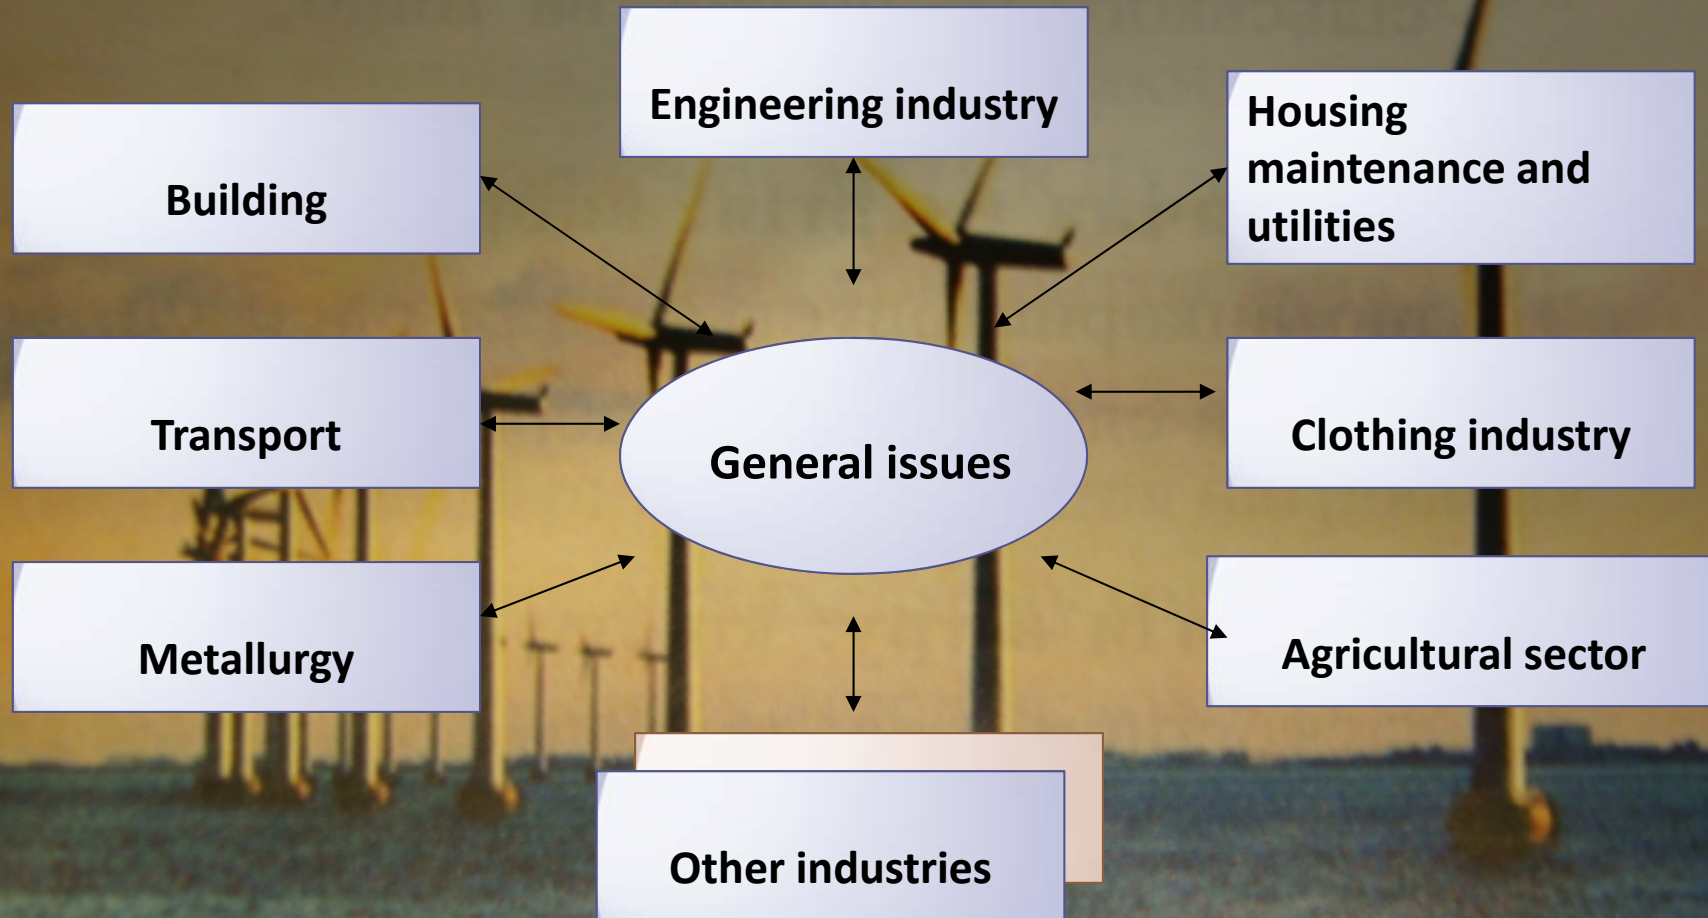 Engineering industry
Housing
maintenance and
utilities
Building
Transport
General issues
Clothing industry
Metallurgy
Agricultural sector
Other industries